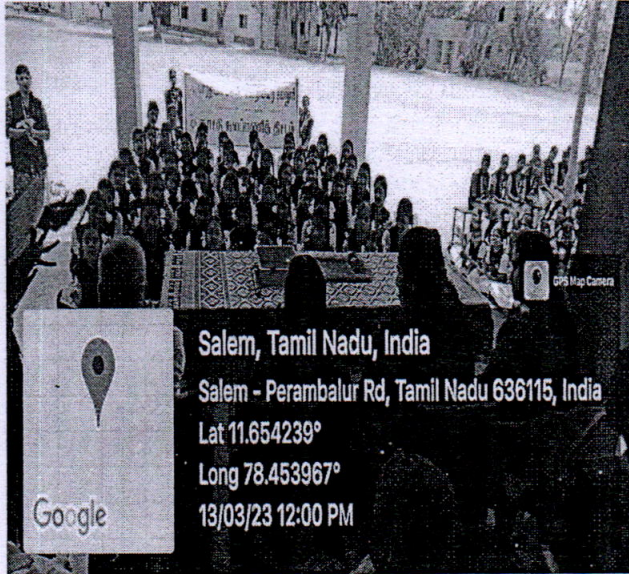 GPS Map Camera
Salem, Tamil Nadu, India
Salem - Perambalur Rd, Tamil Nadu 636115, India
Lat 11.654239°
Long 78.453967°
13/03/23 12:00 PM
Google